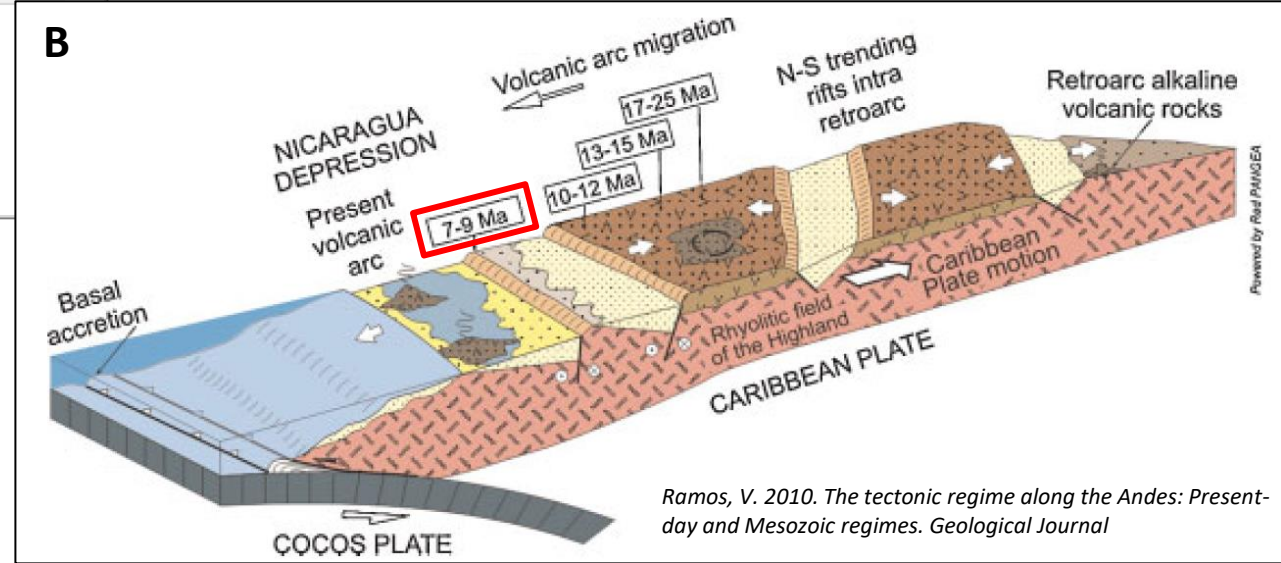 B
Volcanic arc migration
N-S trending
rifts intra
retroarc
Retroarc alkaline
volcanic rocks
17-25 Ma
13-15 Ma
10-12 Ma
7-9 Ma
NICARAGUA
DEPRESSION
Present
volcanic
arc
Basal
accretion
Rhyolitic field
of the Highland
Caribbean
Plate motion
CARIBBEAN PLATE
COCOS PLATE
Powered by Red PANGEA
Ramos, V. 2010. The tectonic regime along the Andes: Present-
day and Mesozoic regimes. Geological Journal